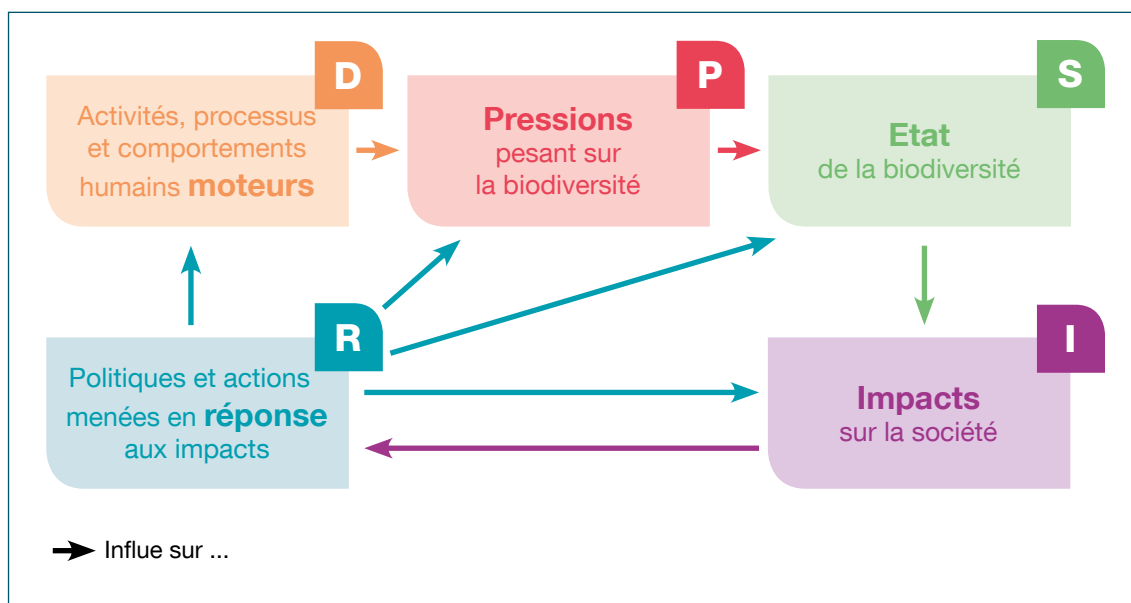 D
Activités, processus
et comportements
humains moteurs
P
Pressions
pesant sur
la biodiversité
S
Etat
de la biodiversité
R
Politiques et actions
menées en réponse
aux impacts
I
Impacts
sur la société
Influe sur ...